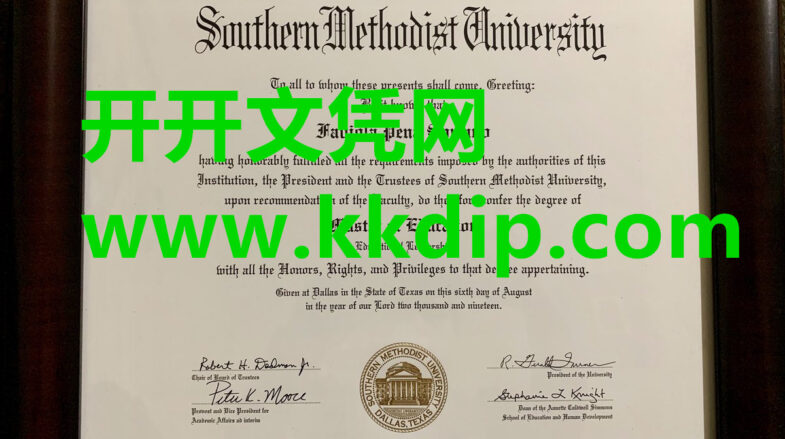 Southern Methodist University
To all to whom these presents shall come, Greeting:
开开文凭网
having honorably fulfilled all the requirements imposed by the authorities of this
Institution, the President and the Trustees of Southern Methodist University,
upon recommendation of the Faculty, do confer the degree of
www.kkdip.com
with all the Honors, Rights, and Privileges to that degree appertaining.
Given at Dallas in the State of Texas on this sixth day of August
in the year of our Lord two thousand and nineteen.
Robert H. Dedman Jr.
Chair of Board of Trustees
Peter K. Moore
Provost and Vice President for
Academic Affairs ad interim
SOUTHERN METHODIST UNIVERSITY
DALLAS, TEXAS
R. Gerald Turner
President of the University
Stephanie L Knight
Dean of the Annette Caldwell Simmons
School of Education and Human Development